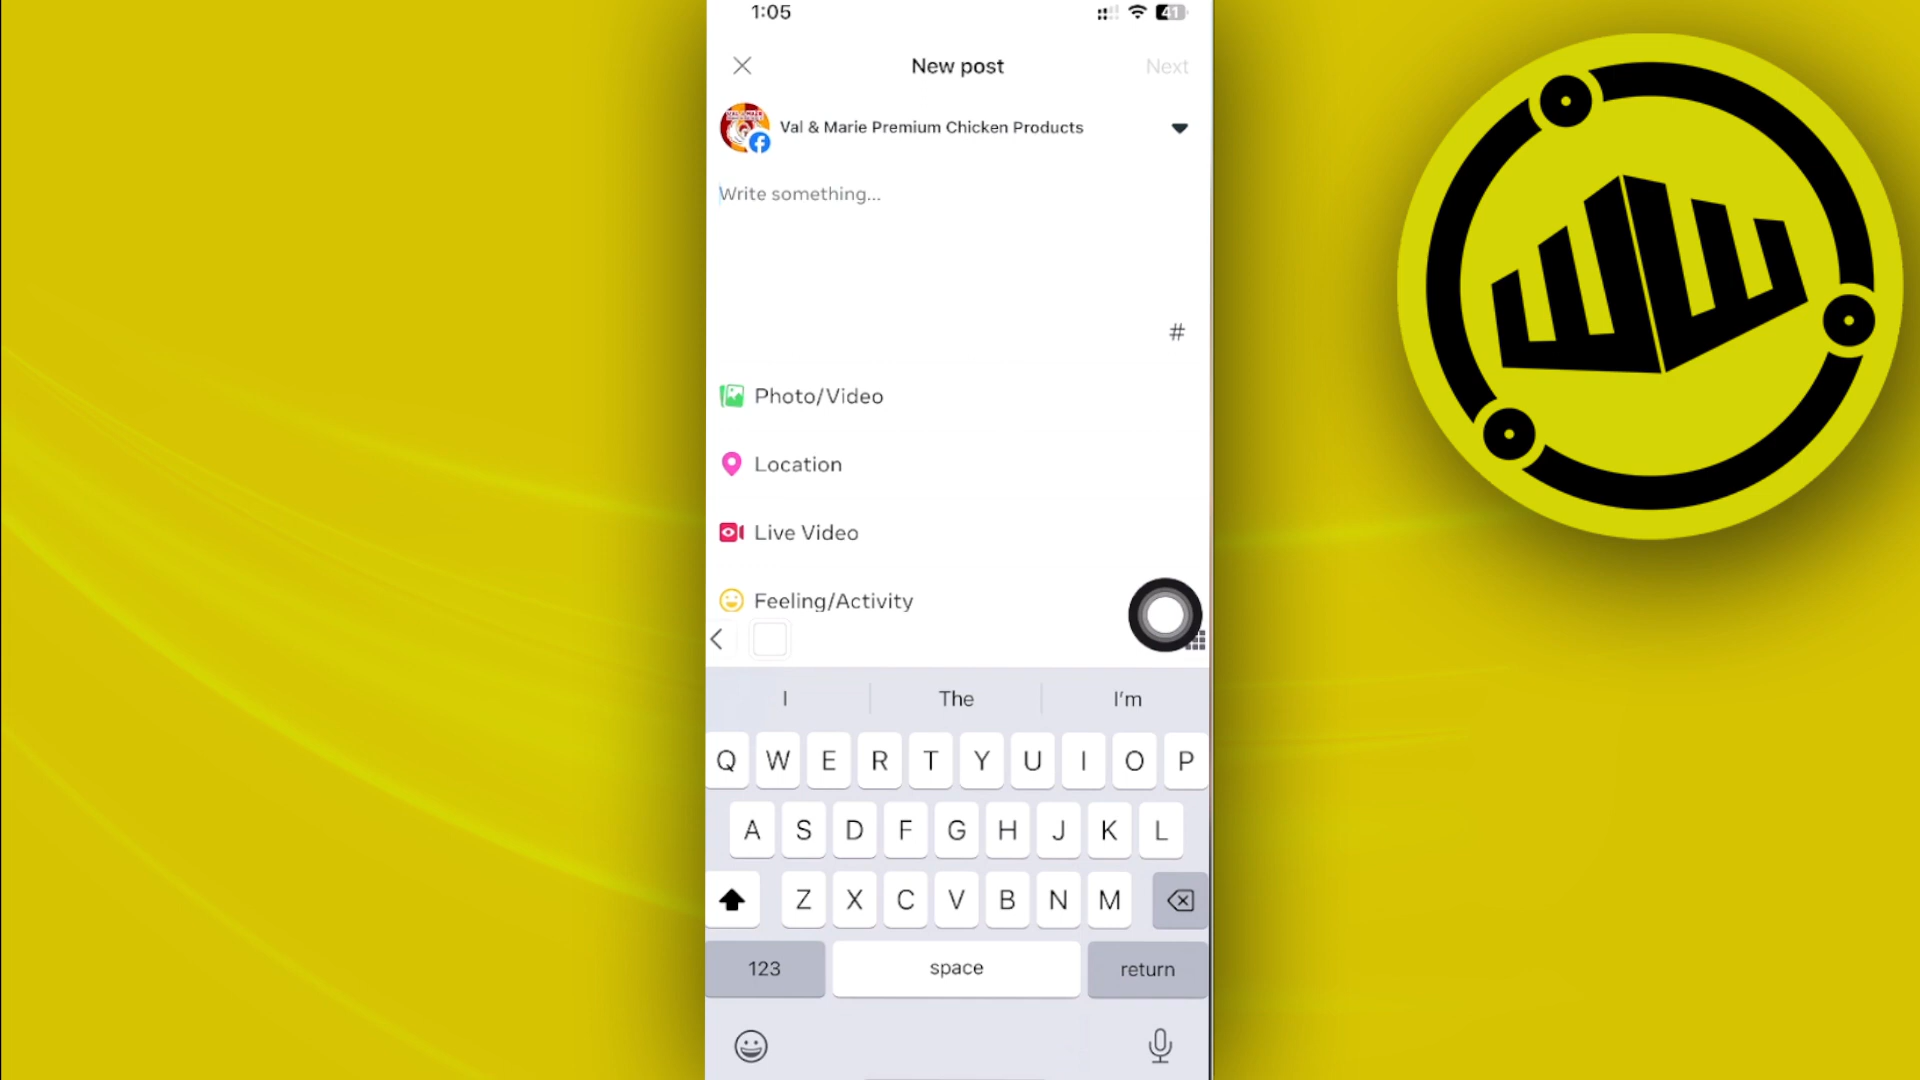 1:05
41
New post
Next
Val & Marie Premium Chicken Products
Write something...
#
Photo/Video
Location
Live Video
Feeling/Activity
I The I'm
Q W E R T Y U I O P
A S D F G H J K L
Z X C V B N M
123 space return